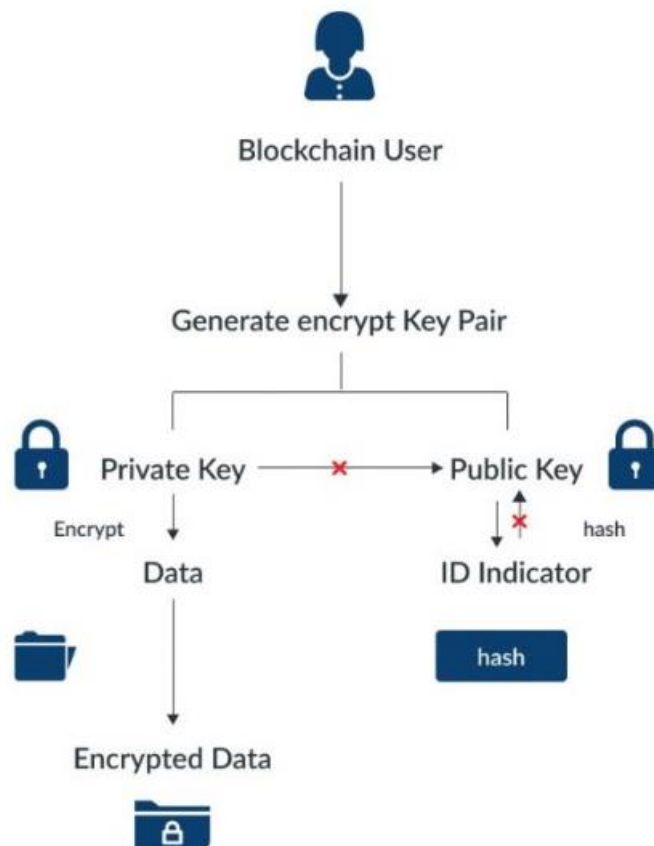 Blockchain User
Generate encrypt Key Pair
Private Key
Public Key
Encrypt
hash
Data
ID Indicator
hash
Encrypted Data